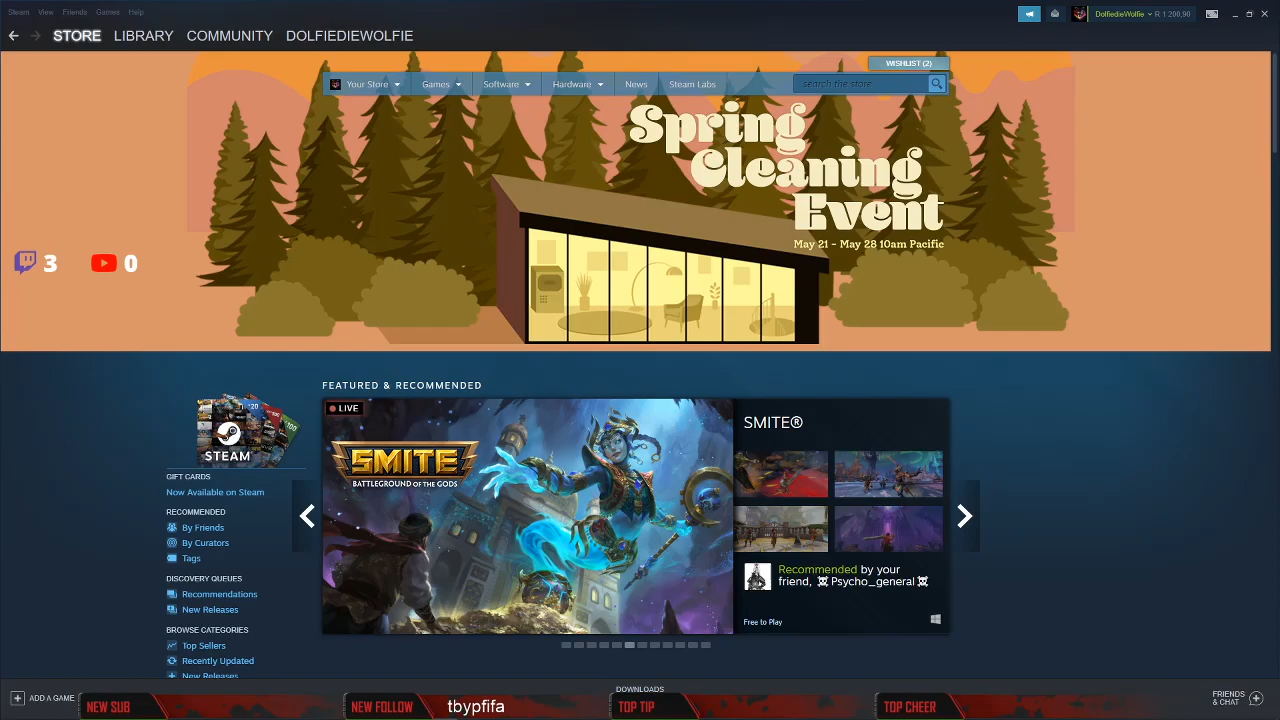 Steam View Friends Games Help
DolfiedieWolfie R 1 200,90
STORE LIBRARY COMMUNITY DOLFIEDIEWOLFIE
WISHLIST (2)
Your Store Games Software Hardware News Steam Labs search the store
Spring
Cleaning
Event
May 21 - May 28 10am Pacific
3 0
FEATURED & RECOMMENDED
LIVE
SMITE
BATTLEGROUND OF THE GODS
SMITE®
Recommended by your
friend, ☠Psycho_general☠
Free to Play
STEAM
GIFT CARDS
Now Available on Steam
RECOMMENDED
By Friends
By Curators
Tags
DISCOVERY QUEUES
Recommendations
New Releases
BROWSE CATEGORIES
Top Sellers
Recently Updated
New Releases
ADD A GAME
DOWNLOADS
FRIENDS
& CHAT
NEW SUB
NEW FOLLOW tbypfifa
TOP TIP
TOP CHEER